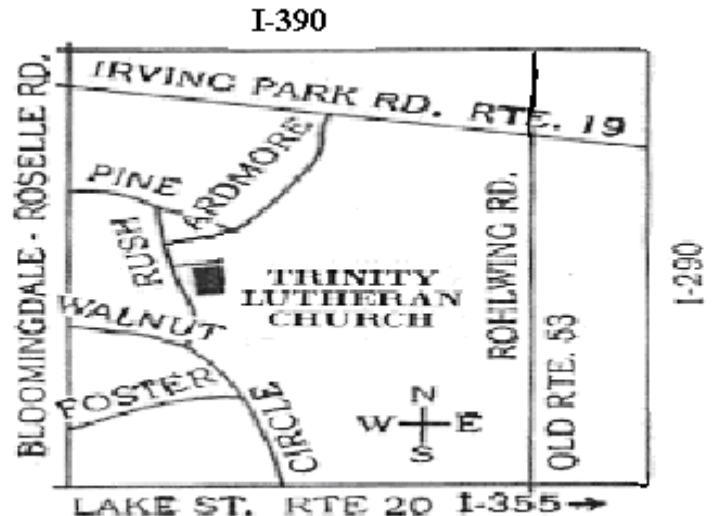 I-390
IRVING PARK RD. RTE. 19
BLOOMINGDALE - ROSELLE RD.
PINE
ARDMORE
RUSH
TRINITY
LUTHERAN
CHURCH
ROHLWING RD.
QLD RTE. 53
I-290
WALNUT
FOSTER
CIRCLE
N
W E
S
LAKE ST. RTE 20 I-355